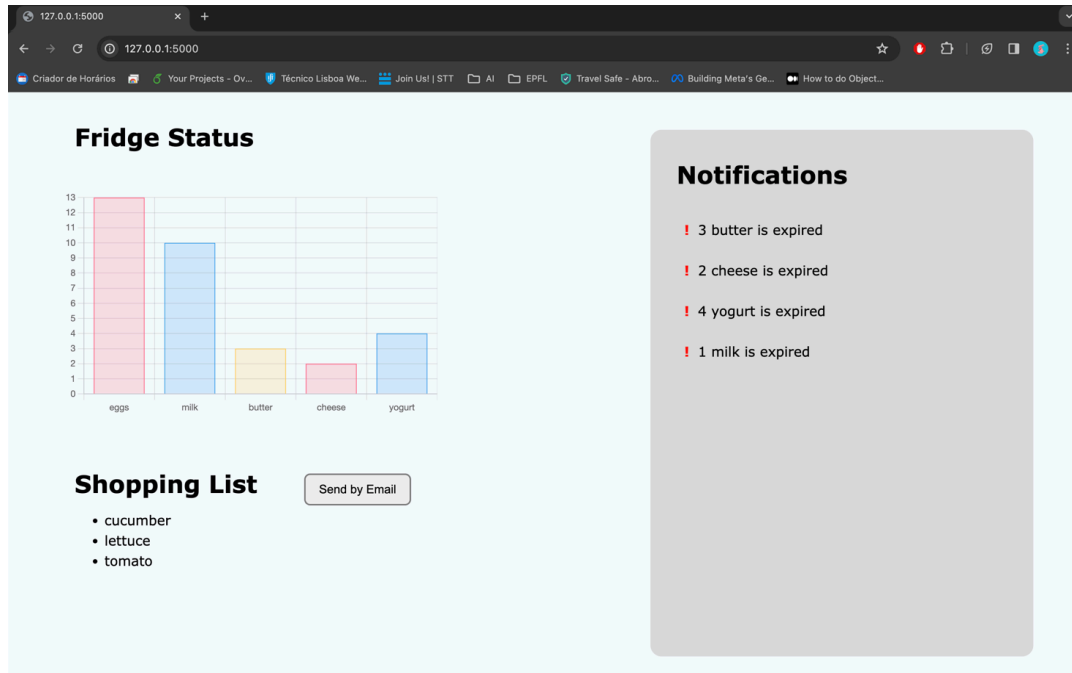 127.0.0.1:5000
127.0.0.1:5000
Criador de Horários Your Projects - Ov... Técnico Lisboa We... Join Us! | STT AI EPFL Travel Safe - Abro... Building Meta's Ge... How to do Object...
Fridge Status
13
12
11
10
9
8
7
6
5
4
3
2
1
0
eggs milk butter cheese yogurt
Shopping List
Send by Email
• cucumber
• lettuce
• tomato
Notifications
! 3 butter is expired
! 2 cheese is expired
! 4 yogurt is expired
! 1 milk is expired